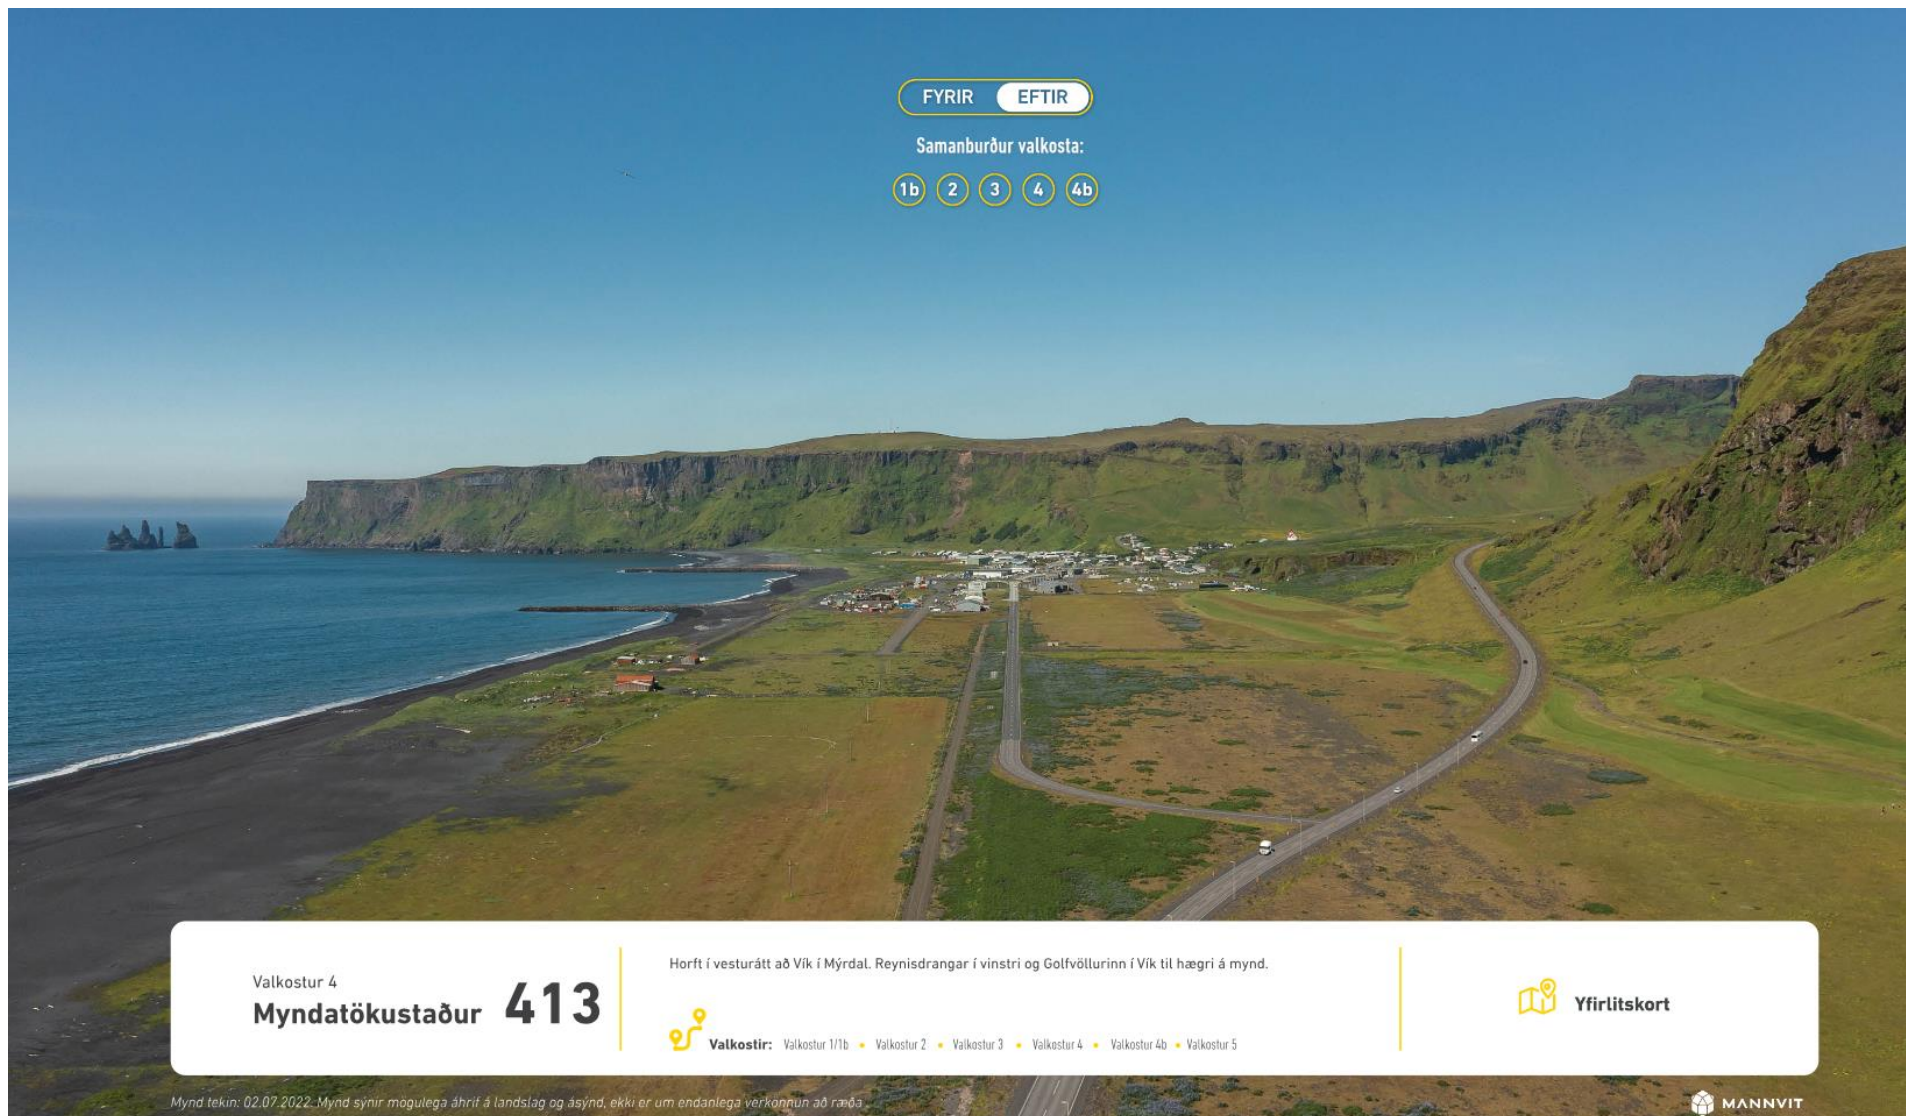 FYRIR EFTIR
Samanburður valkosta:
1b 2 3 4 4b
Valkostur 4
Myndatökustaður 413
Horft í vesturátt að Vík í Mýrdal. Reynisdrangar í vinstri og Golfvöllurinn í Vík til hægri á mynd.
Valkostir: Valkostur 1/1b • Valkostur 2 • Valkostur 3 • Valkostur 4 • Valkostur 4b • Valkostur 5
Yfirlitskort
Mynd tekin: 02.07.2022. Mynd sýnir mögulega áhrif á landslag og ásýnd, ekki er um endanlega verkönnun að ræða
MANNVIT